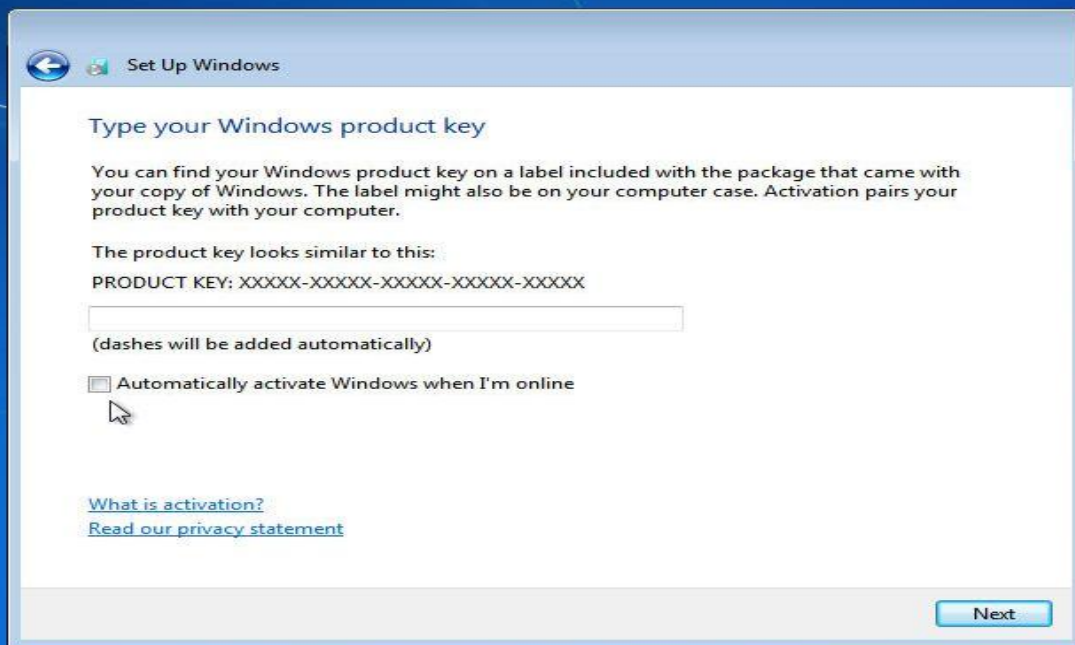 Set Up Windows
Type your Windows product key
You can find your Windows product key on a label included with the package that came with
your copy of Windows. The label might also be on your computer case. Activation pairs your
product key with your computer.
The product key looks similar to this:
PRODUCT KEY: XXXXX-XXXXX-XXXXX-XXXXX-XXXXX
(dashes will be added automatically)
Automatically activate Windows when I'm online
What is activation?
Read our privacy statement
Next